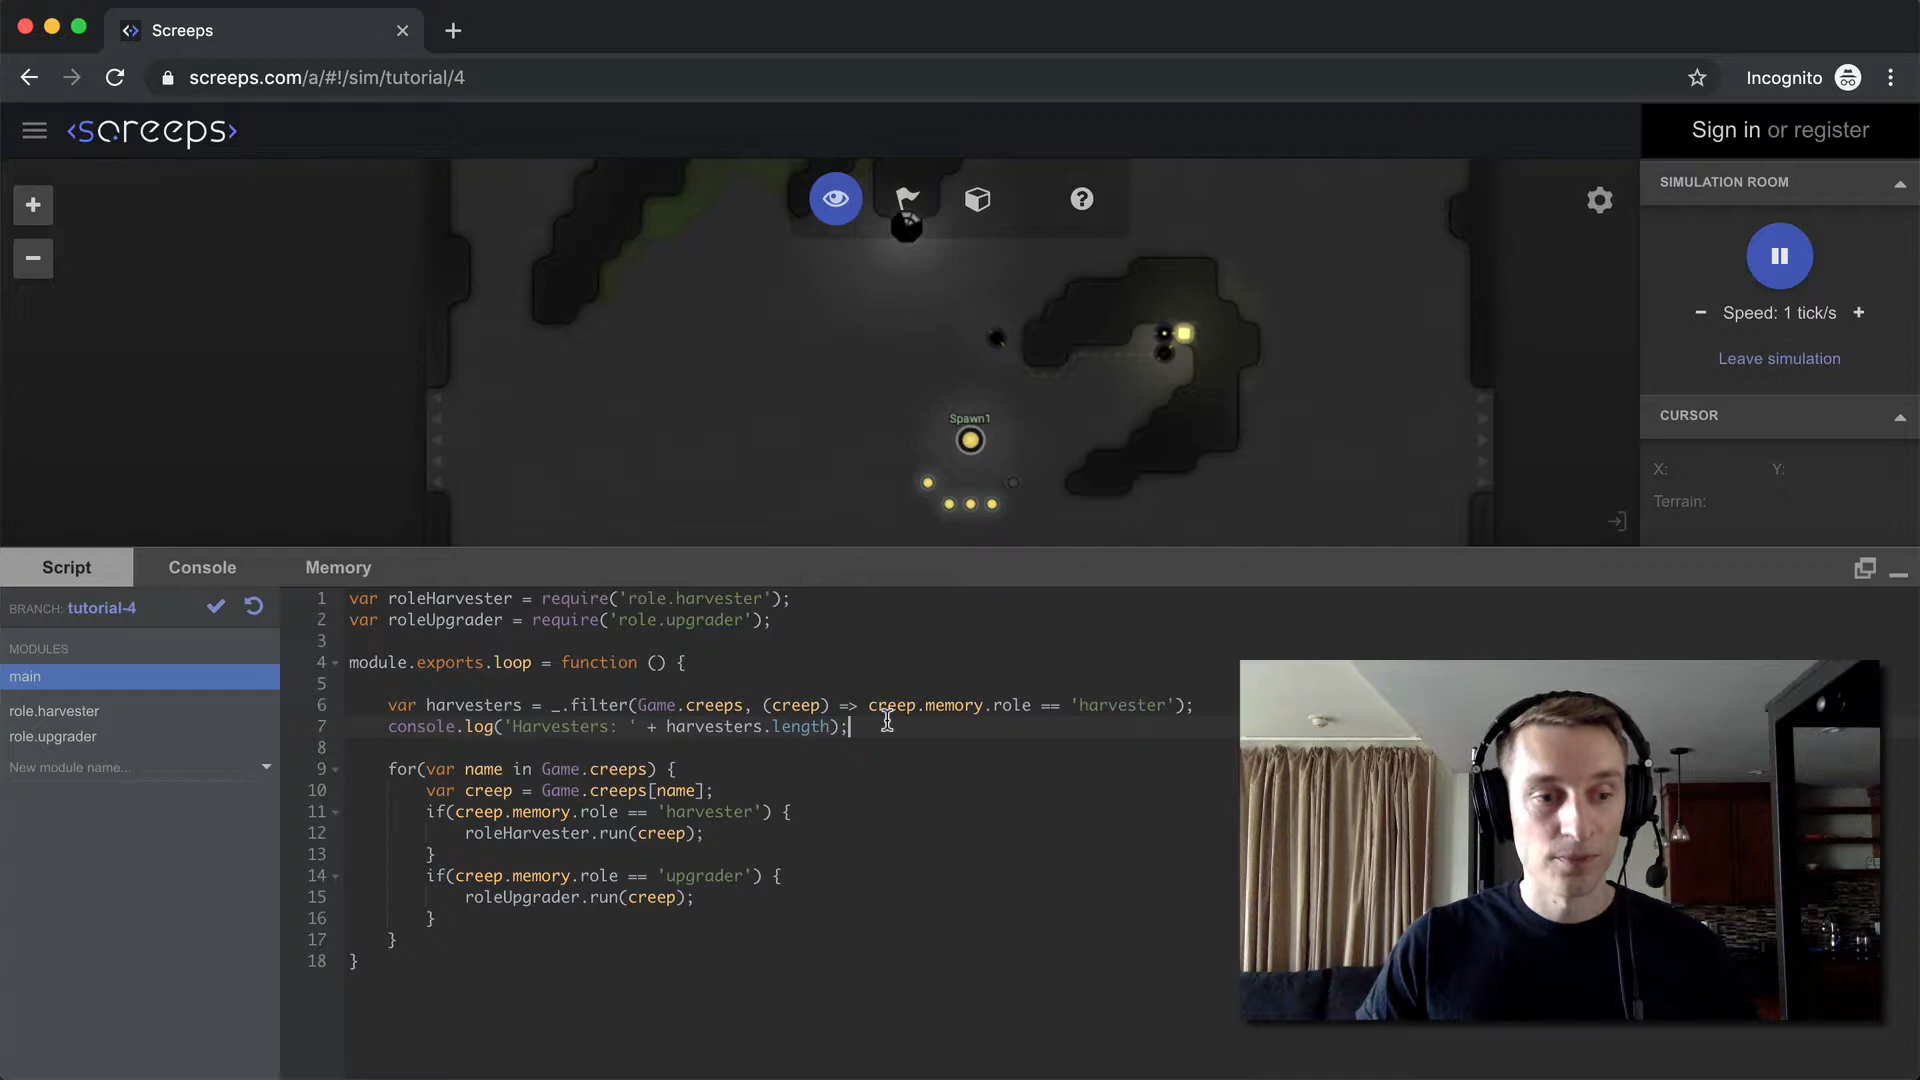 Screeps
screeps.com/a/#!/sim/tutorial/4
Incognito
<screeps>
Sign in or register
SIMULATION ROOM
Speed: 1 tick/s
Leave simulation
CURSOR
X: Y:
Terrain:
Spawn1
Script Console Memory
BRANCH: tutorial-4
MODULES
main
role.harvester
role.upgrader
New module name...
1 var roleHarvester = require('role.harvester');
2 var roleUpgrader = require('role.upgrader');
3
4 module.exports.loop = function () {
5
6 var harvesters = _.filter(Game.creeps, (creep) => creep.memory.role == 'harvester');
7 console.log('Harvesters: ' + harvesters.length);
8
9 for(var name in Game.creeps) {
10 var creep = Game.creeps[name];
11 if(creep.memory.role == 'harvester') {
12 roleHarvester.run(creep);
13 }
14 if(creep.memory.role == 'upgrader') {
15 roleUpgrader.run(creep);
16 }
17 }
18 }